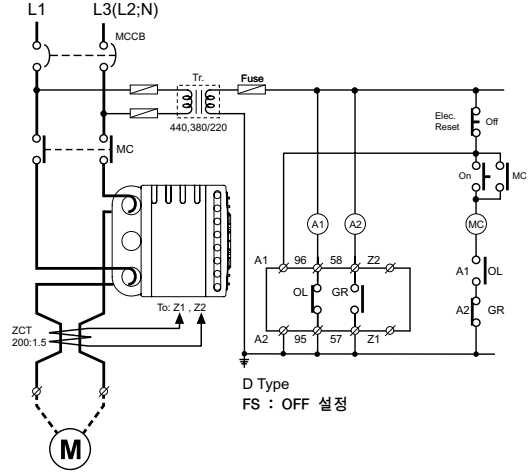 L1 L3(L2;N)
MCCB
Tr. Fuse
440,380/220
Elec. Reset Off
MC
On MC
A1 A2 MC
A1 96 58 Z2
A1 OL
OL GR
To: Z1 , Z2
A2 GR
ZCT
200:1.5
A2 95 57 Z1
D Type
FS : OFF 설정
M